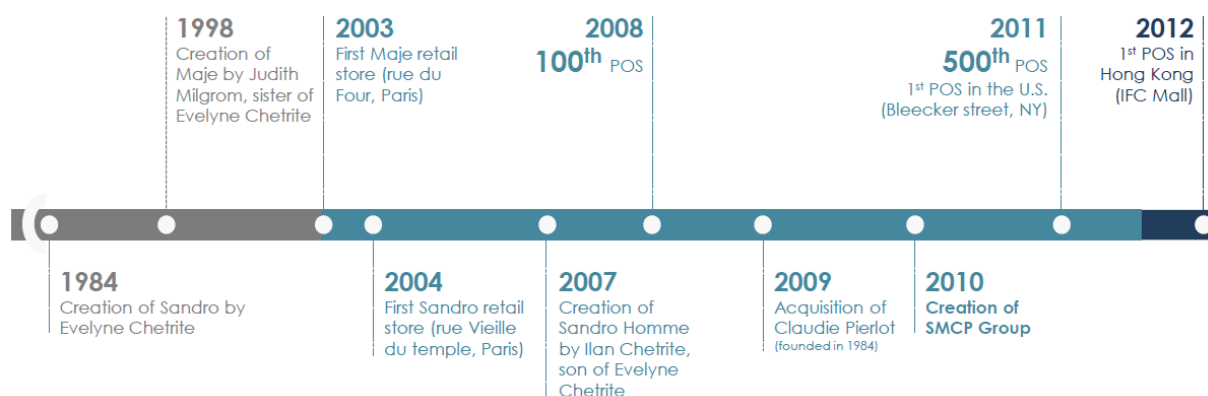 1998
Creation of
Maje by Judith
Milgrom, sister of
Evelyne Chetrite
2003
First Maje retail
store (rue du
Four, Paris)
2008
100th POS
2011
500th POS
1st POS in the U.S.
(Bleecker street, NY)
2012
1st POS in
Hong Kong
(IFC Mall)
1984
Creation of Sandro by
Evelyne Chetrite
2004
First Sandro retail
store (rue Vieille
du temple, Paris)
2007
Creation of
Sandro Homme
by Ilan Chetrite,
son of Evelyne
Chetrite
2009
Acquisition of
Claudie Pierlot
(founded in 1984)
2010
Creation of
SMCP Group